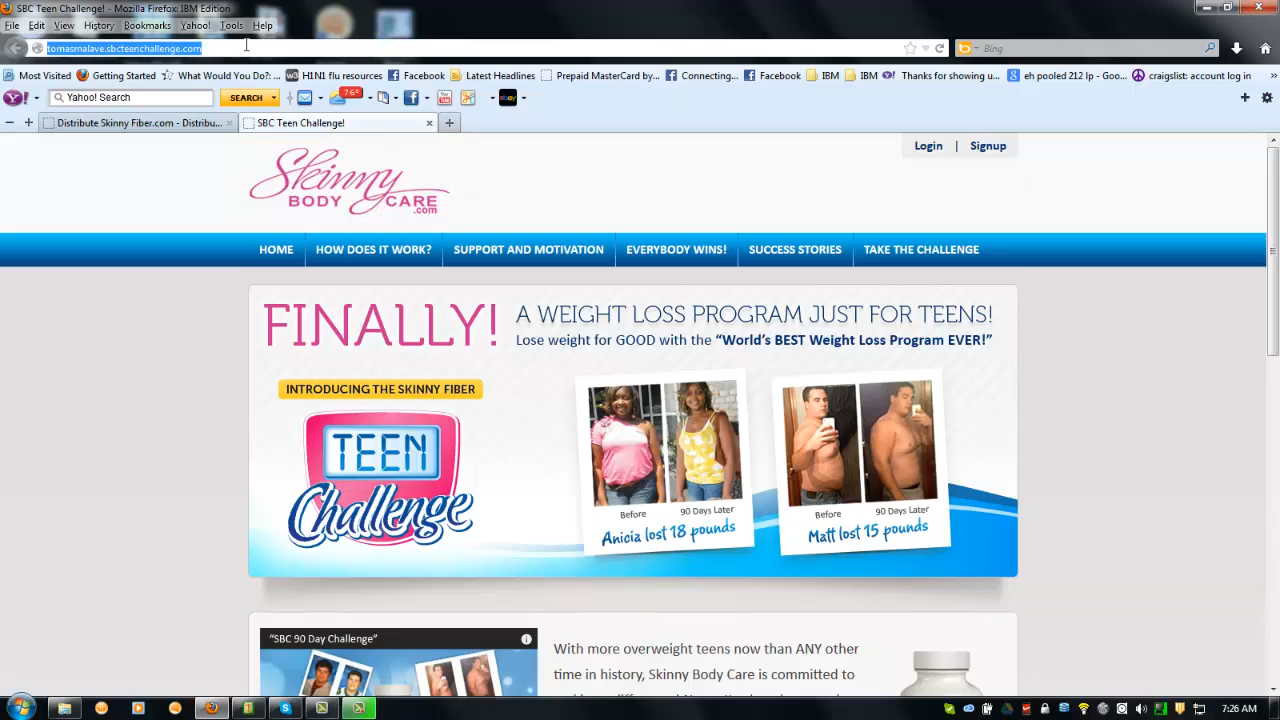 SBC Teen Challenge! - Mozilla Firefox: IBM Edition
File Edit View History Bookmarks Yahoo! Tools Help
tomasmalave.sbcteenchallenge.com
Bing
Most Visited Getting Started What Would You Do?: ... H1N1 flu resources Facebook Latest Headlines Prepaid MasterCard by... Connecting... Facebook IBM IBM Thanks for showing u... eh pooled 212 lp - Goo... craigslist: account log in »
Y! Yahoo! Search SEARCH 76° ebay
Distribute Skinny Fiber.com - Distribu... SBC Teen Challenge!
Login | Signup
Skinny
BODY CARE
.com
HOME HOW DOES IT WORK? SUPPORT AND MOTIVATION EVERYBODY WINS! SUCCESS STORIES TAKE THE CHALLENGE
FINALLY! A WEIGHT LOSS PROGRAM JUST FOR TEENS!
Lose weight for GOOD with the “World’s BEST Weight Loss Program EVER!”
INTRODUCING THE SKINNY FIBER
TEEN
Challenge
Before 90 Days Later
Anicia lost 18 pounds
Before 90 Days Later
Matt lost 15 pounds
“SBC 90 Day Challenge”
With more overweight teens now than ANY other
time in history, Skinny Body Care is committed to
7:26 AM